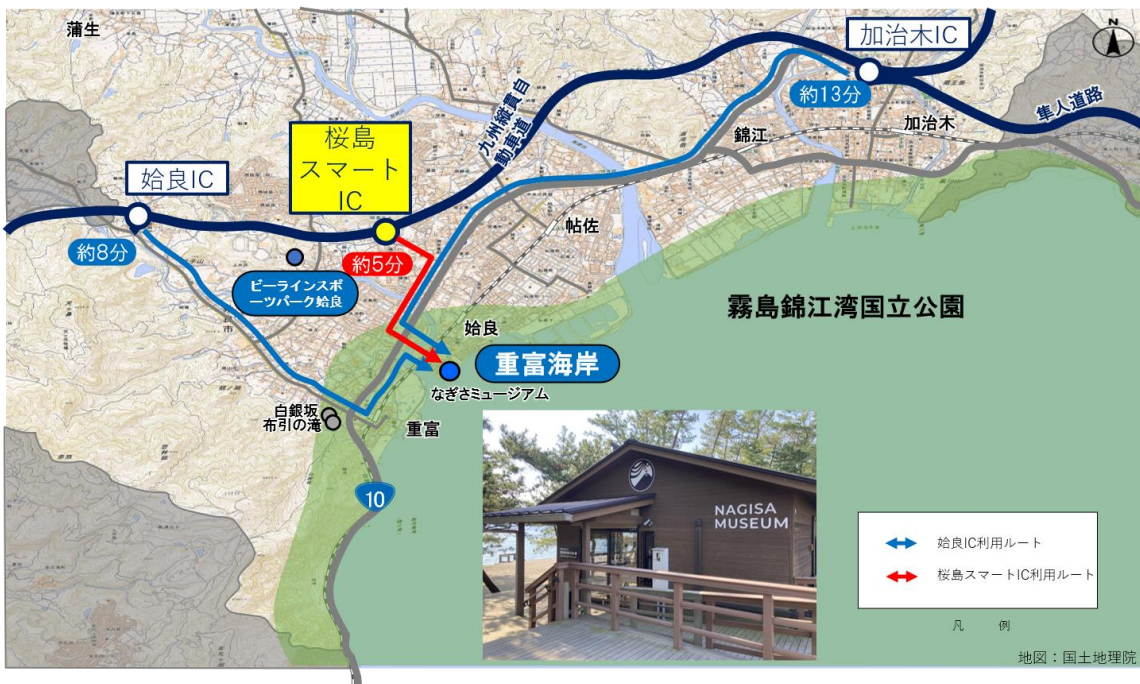 蒲生
加治木IC
N
約13分
隼人道路
加治木
錦江
九州縦貫自
動車道
桜島
スマート
IC
姶良IC
帖佐
約8分
約5分
ビーラインスポ
ーツパーク姶良
霧島錦江湾国立公園
姶良
重富海岸
なぎさミュージアム
白銀坂
布引の滝
重富
10
NAGISA
MUSEUM
姶良IC利用ルート
桜島スマートIC利用ルート
凡 例
地図：国土地理院